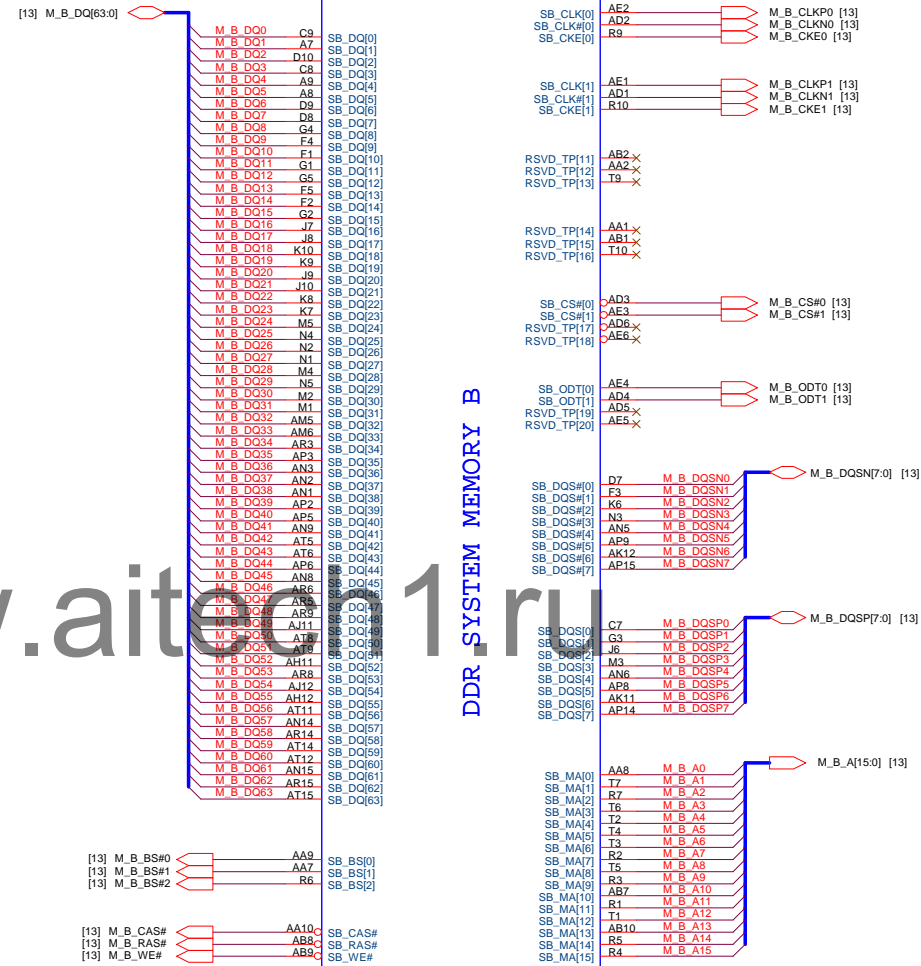 [13] M_B_DQ[63:0]
M_B_DQ0 C9 SB_DQ[0]
M_B_DQ1 A7 SB_DQ[1]
M_B_DQ2 D10 SB_DQ[2]
M_B_DQ3 C8 SB_DQ[3]
M_B_DQ4 A9 SB_DQ[4]
M_B_DQ5 A8 SB_DQ[5]
M_B_DQ6 D9 SB_DQ[6]
M_B_DQ7 D8 SB_DQ[7]
M_B_DQ8 G4 SB_DQ[8]
M_B_DQ9 F4 SB_DQ[9]
M_B_DQ10 F1 SB_DQ[10]
M_B_DQ11 G1 SB_DQ[11]
M_B_DQ12 G5 SB_DQ[12]
M_B_DQ13 F5 SB_DQ[13]
M_B_DQ14 F2 SB_DQ[14]
M_B_DQ15 G2 SB_DQ[15]
M_B_DQ16 J7 SB_DQ[16]
M_B_DQ17 J8 SB_DQ[17]
M_B_DQ18 K10 SB_DQ[18]
M_B_DQ19 K9 SB_DQ[19]
M_B_DQ20 J9 SB_DQ[20]
M_B_DQ21 J10 SB_DQ[21]
M_B_DQ22 K8 SB_DQ[22]
M_B_DQ23 K7 SB_DQ[23]
M_B_DQ24 M5 SB_DQ[24]
M_B_DQ25 N4 SB_DQ[25]
M_B_DQ26 N2 SB_DQ[26]
M_B_DQ27 N1 SB_DQ[27]
M_B_DQ28 M4 SB_DQ[28]
M_B_DQ29 N5 SB_DQ[29]
M_B_DQ30 M2 SB_DQ[30]
M_B_DQ31 M1 SB_DQ[31]
M_B_DQ32 AM5 SB_DQ[32]
M_B_DQ33 AM6 SB_DQ[33]
M_B_DQ34 AR3 SB_DQ[34]
M_B_DQ35 AP3 SB_DQ[35]
M_B_DQ36 AN3 SB_DQ[36]
M_B_DQ37 AN2 SB_DQ[37]
M_B_DQ38 AN1 SB_DQ[38]
M_B_DQ39 AP2 SB_DQ[39]
M_B_DQ40 AP5 SB_DQ[40]
M_B_DQ41 AN9 SB_DQ[41]
M_B_DQ42 AT5 SB_DQ[42]
M_B_DQ43 AT6 SB_DQ[43]
M_B_DQ44 AP6 SB_DQ[44]
M_B_DQ45 AN8 SB_DQ[45]
M_B_DQ46 AR6 SB_DQ[46]
M_B_DQ47 AR5 SB_DQ[47]
M_B_DQ48 AR9 SB_DQ[48]
M_B_DQ49 AJ11 SB_DQ[49]
M_B_DQ50 AT8 SB_DQ[50]
M_B_DQ51 AT9 SB_DQ[51]
M_B_DQ52 AH11 SB_DQ[52]
M_B_DQ53 AR8 SB_DQ[53]
M_B_DQ54 AJ12 SB_DQ[54]
M_B_DQ55 AH12 SB_DQ[55]
M_B_DQ56 AT11 SB_DQ[56]
M_B_DQ57 AN14 SB_DQ[57]
M_B_DQ58 AR14 SB_DQ[58]
M_B_DQ59 AT14 SB_DQ[59]
M_B_DQ60 AT12 SB_DQ[60]
M_B_DQ61 AN15 SB_DQ[61]
M_B_DQ62 AR15 SB_DQ[62]
M_B_DQ63 AT15 SB_DQ[63]
[13] M_B_BS#0 AA9 SB_BS[0]
[13] M_B_BS#1 AA7 SB_BS[1]
[13] M_B_BS#2 R6 SB_BS[2]
[13] M_B_CAS# AA10 SB_CAS#
[13] M_B_RAS# AB8 SB_RAS#
[13] M_B_WE# AB9 SB_WE#
DDR SYSTEM MEMORY B
SB_CLK[0] AE2 M_B_CLKP0 [13]
SB_CLK#[0] AD2 M_B_CLKN0 [13]
SB_CKE[0] R9 M_B_CKE0 [13]
SB_CLK[1] AE1 M_B_CLKP1 [13]
SB_CLK#[1] AD1 M_B_CLKN1 [13]
SB_CKE[1] R10 M_B_CKE1 [13]
RSVD_TP[11] AB2
RSVD_TP[12] AA2
RSVD_TP[13] T9
RSVD_TP[14] AA1
RSVD_TP[15] AB1
RSVD_TP[16] T10
SB_CS#[0] AD3 M_B_CS#0 [13]
SB_CS#[1] AE3 M_B_CS#1 [13]
RSVD_TP[17] AD6
RSVD_TP[18] AE6
SB_ODT[0] AE4 M_B_ODT0 [13]
SB_ODT[1] AD4 M_B_ODT1 [13]
RSVD_TP[19] AD5
RSVD_TP[20] AE5
M_B_DQSN[7:0] [13]
SB_DQS#[0] D7 M_B_DQSN0
SB_DQS#[1] F3 M_B_DQSN1
SB_DQS#[2] K6 M_B_DQSN2
SB_DQS#[3] N3 M_B_DQSN3
SB_DQS#[4] AN5 M_B_DQSN4
SB_DQS#[5] AP9 M_B_DQSN5
SB_DQS#[6] AK12 M_B_DQSN6
SB_DQS#[7] AP15 M_B_DQSN7
M_B_DQSP[7:0] [13]
SB_DQS[0] C7 M_B_DQSP0
SB_DQS[1] G3 M_B_DQSP1
SB_DQS[2] J6 M_B_DQSP2
SB_DQS[3] M3 M_B_DQSP3
SB_DQS[4] AN6 M_B_DQSP4
SB_DQS[5] AP8 M_B_DQSP5
SB_DQS[6] AK11 M_B_DQSP6
SB_DQS[7] AP14 M_B_DQSP7
M_B_A[15:0] [13]
SB_MA[0] AA8 M_B_A0
SB_MA[1] T7 M_B_A1
SB_MA[2] R7 M_B_A2
SB_MA[3] T6 M_B_A3
SB_MA[4] T2 M_B_A4
SB_MA[5] T4 M_B_A5
SB_MA[6] T3 M_B_A6
SB_MA[7] R2 M_B_A7
SB_MA[8] T5 M_B_A8
SB_MA[9] R3 M_B_A9
SB_MA[10] AB7 M_B_A10
SB_MA[11] R1 M_B_A11
SB_MA[12] T1 M_B_A12
SB_MA[13] AB10 M_B_A13
SB_MA[14] R5 M_B_A14
SB_MA[15] R4 M_B_A15
.aitech1.ru